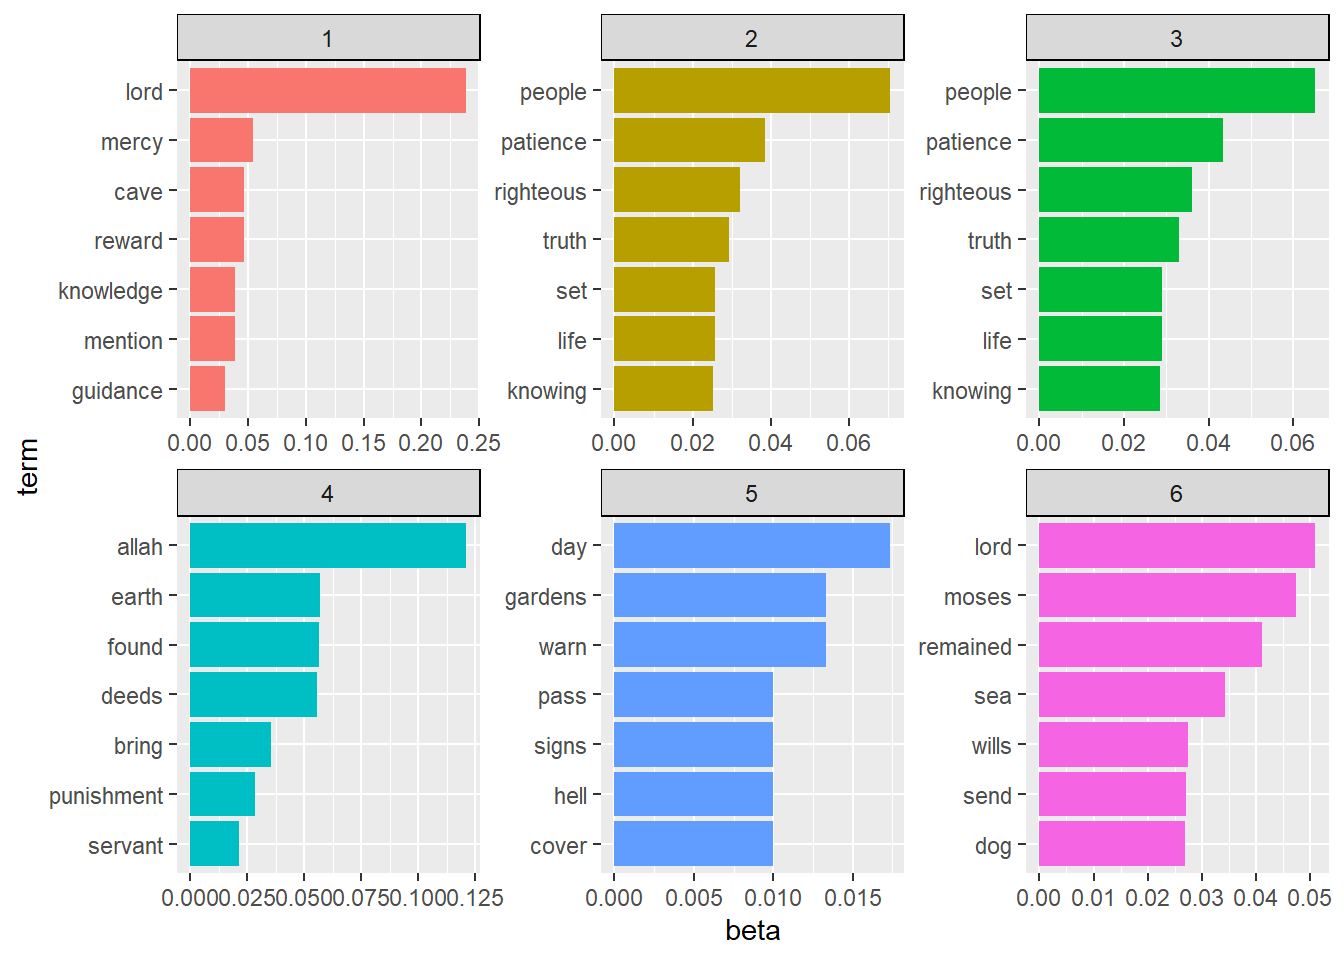 1
lord
mercy
cave
reward
knowledge
mention
guidance
0.00 0.05 0.10 0.15 0.20 0.25
2
people
patience
righteous
truth
set
life
knowing
0.00 0.02 0.04 0.06
3
people
patience
righteous
truth
set
life
knowing
0.00 0.02 0.04 0.06
term
4
allah
earth
found
deeds
bring
punishment
servant
0.000 0.025 0.050 0.075 0.100 0.125
5
day
gardens
warn
pass
signs
hell
cover
0.000 0.005 0.010 0.015
6
lord
moses
remained
sea
wills
send
dog
0.00 0.01 0.02 0.03 0.04 0.05
beta